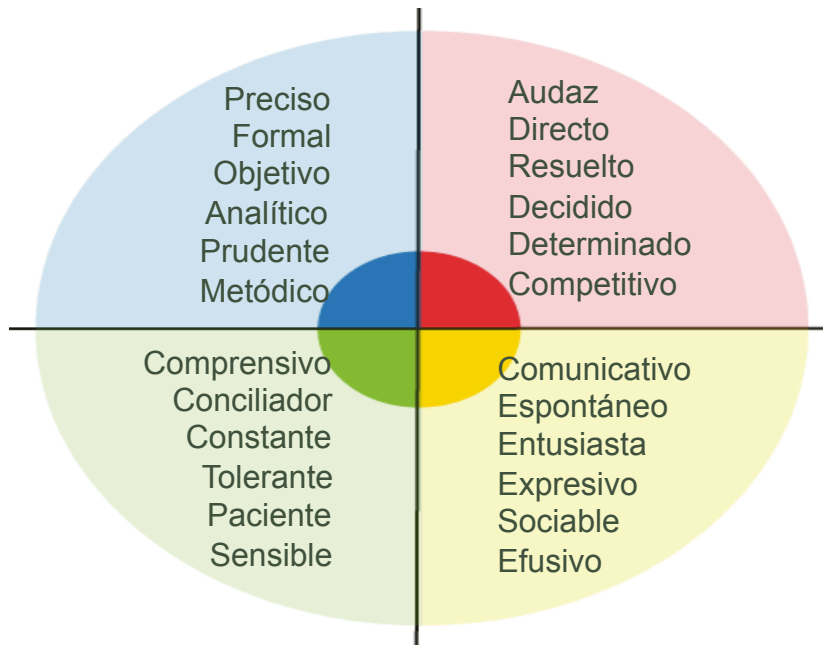 Preciso
Formal
Objetivo
Analítico
Prudente
Metódico
Audaz
Directo
Resuelto
Decidido
Determinado
Competitivo
Comprensivo
Conciliador
Constante
Tolerante
Paciente
Sensible
Comunicativo
Espontáneo
Entusiasta
Expresivo
Sociable
Efusivo